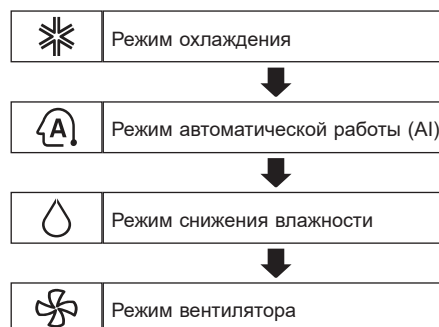 Режим охлаждения
A
Режим автоматической работы (AI)
Режим снижения влажности
Режим вентилятора